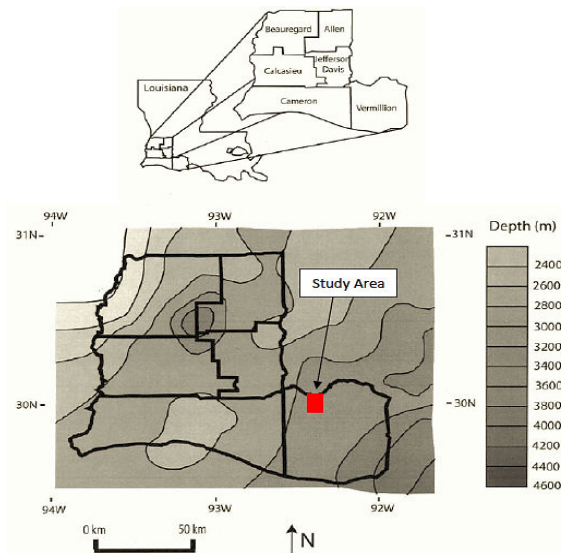 Beauregard
Allen
Jefferson
Davis
Calcasieu
Louisiana
Cameron
Vermillion
94W
93W
92W
31N
31N
Depth (m)
2400
2600
2800
3000
3200
3400
3600
3800
4000
4200
4400
4600
Study Area
30N
30N
94W
93W
92W
0 km
50 km
N